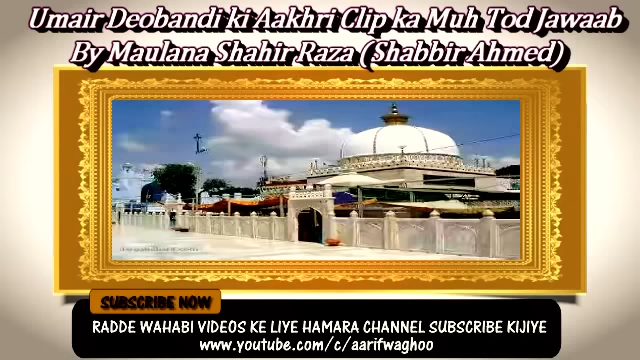 Umair Deobandi ki Aakhri Clip ka Muh Tod Jawaab
By Maulana Shahir Raza (Shabbir Ahmed)
SUBSCRIBE NOW
RADDE WAHABI VIDEOS KE LIYE HAMARA CHANNEL SUBSCRIBE KIJIYE
www.youtube.com/c/aarifwaghoo